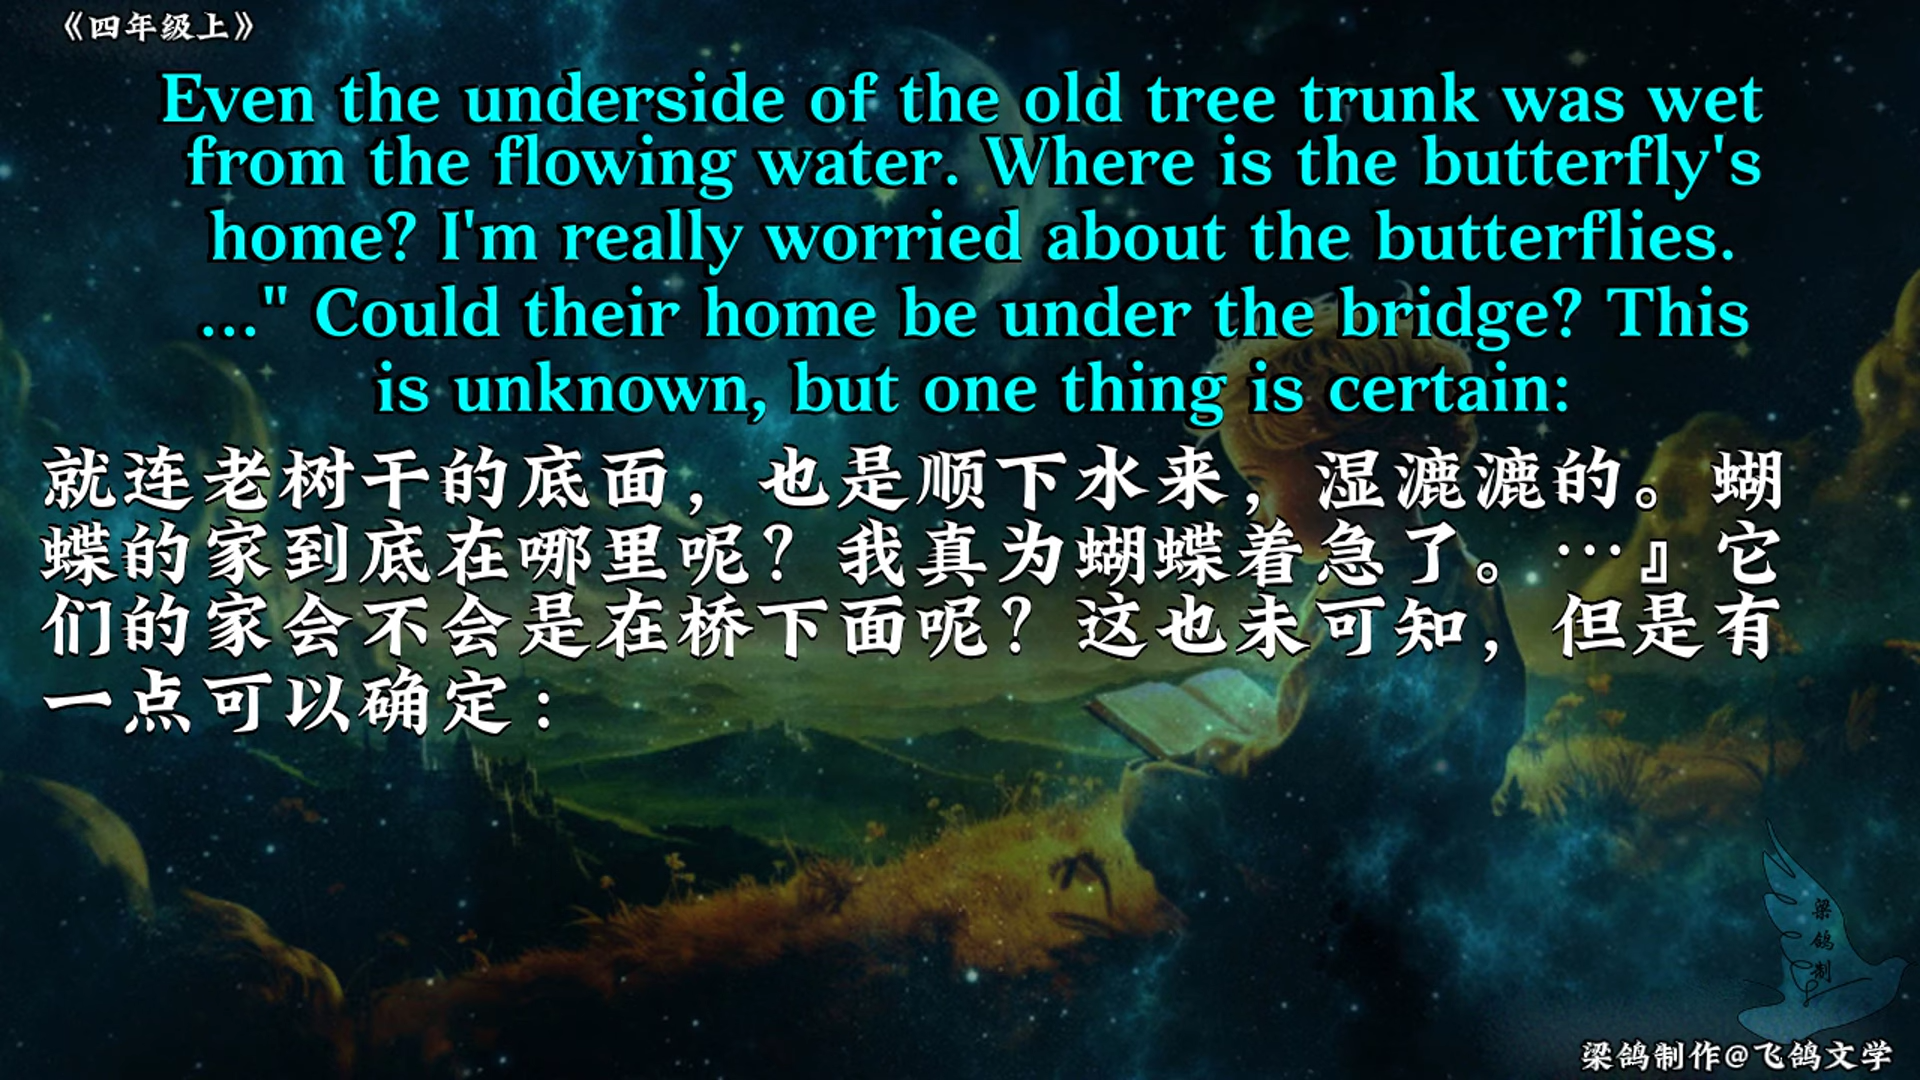 《四年级上》
Even the underside of the old tree trunk was wet
from the flowing water. Where is the butterfly's
home? I'm really worried about the butterflies.
..." Could their home be under the bridge? This
is unknown, but one thing is certain:
就连老树干的底面，也是顺下水来，湿漉漉的。蝴
蝶的家到底在哪里呢？我真为蝴蝶着急了。…』它
们的家会不会是在桥下面呢？这也未可知，但是有
一点可以确定：
梁鸽制
梁鸽制作@飞鸽文学